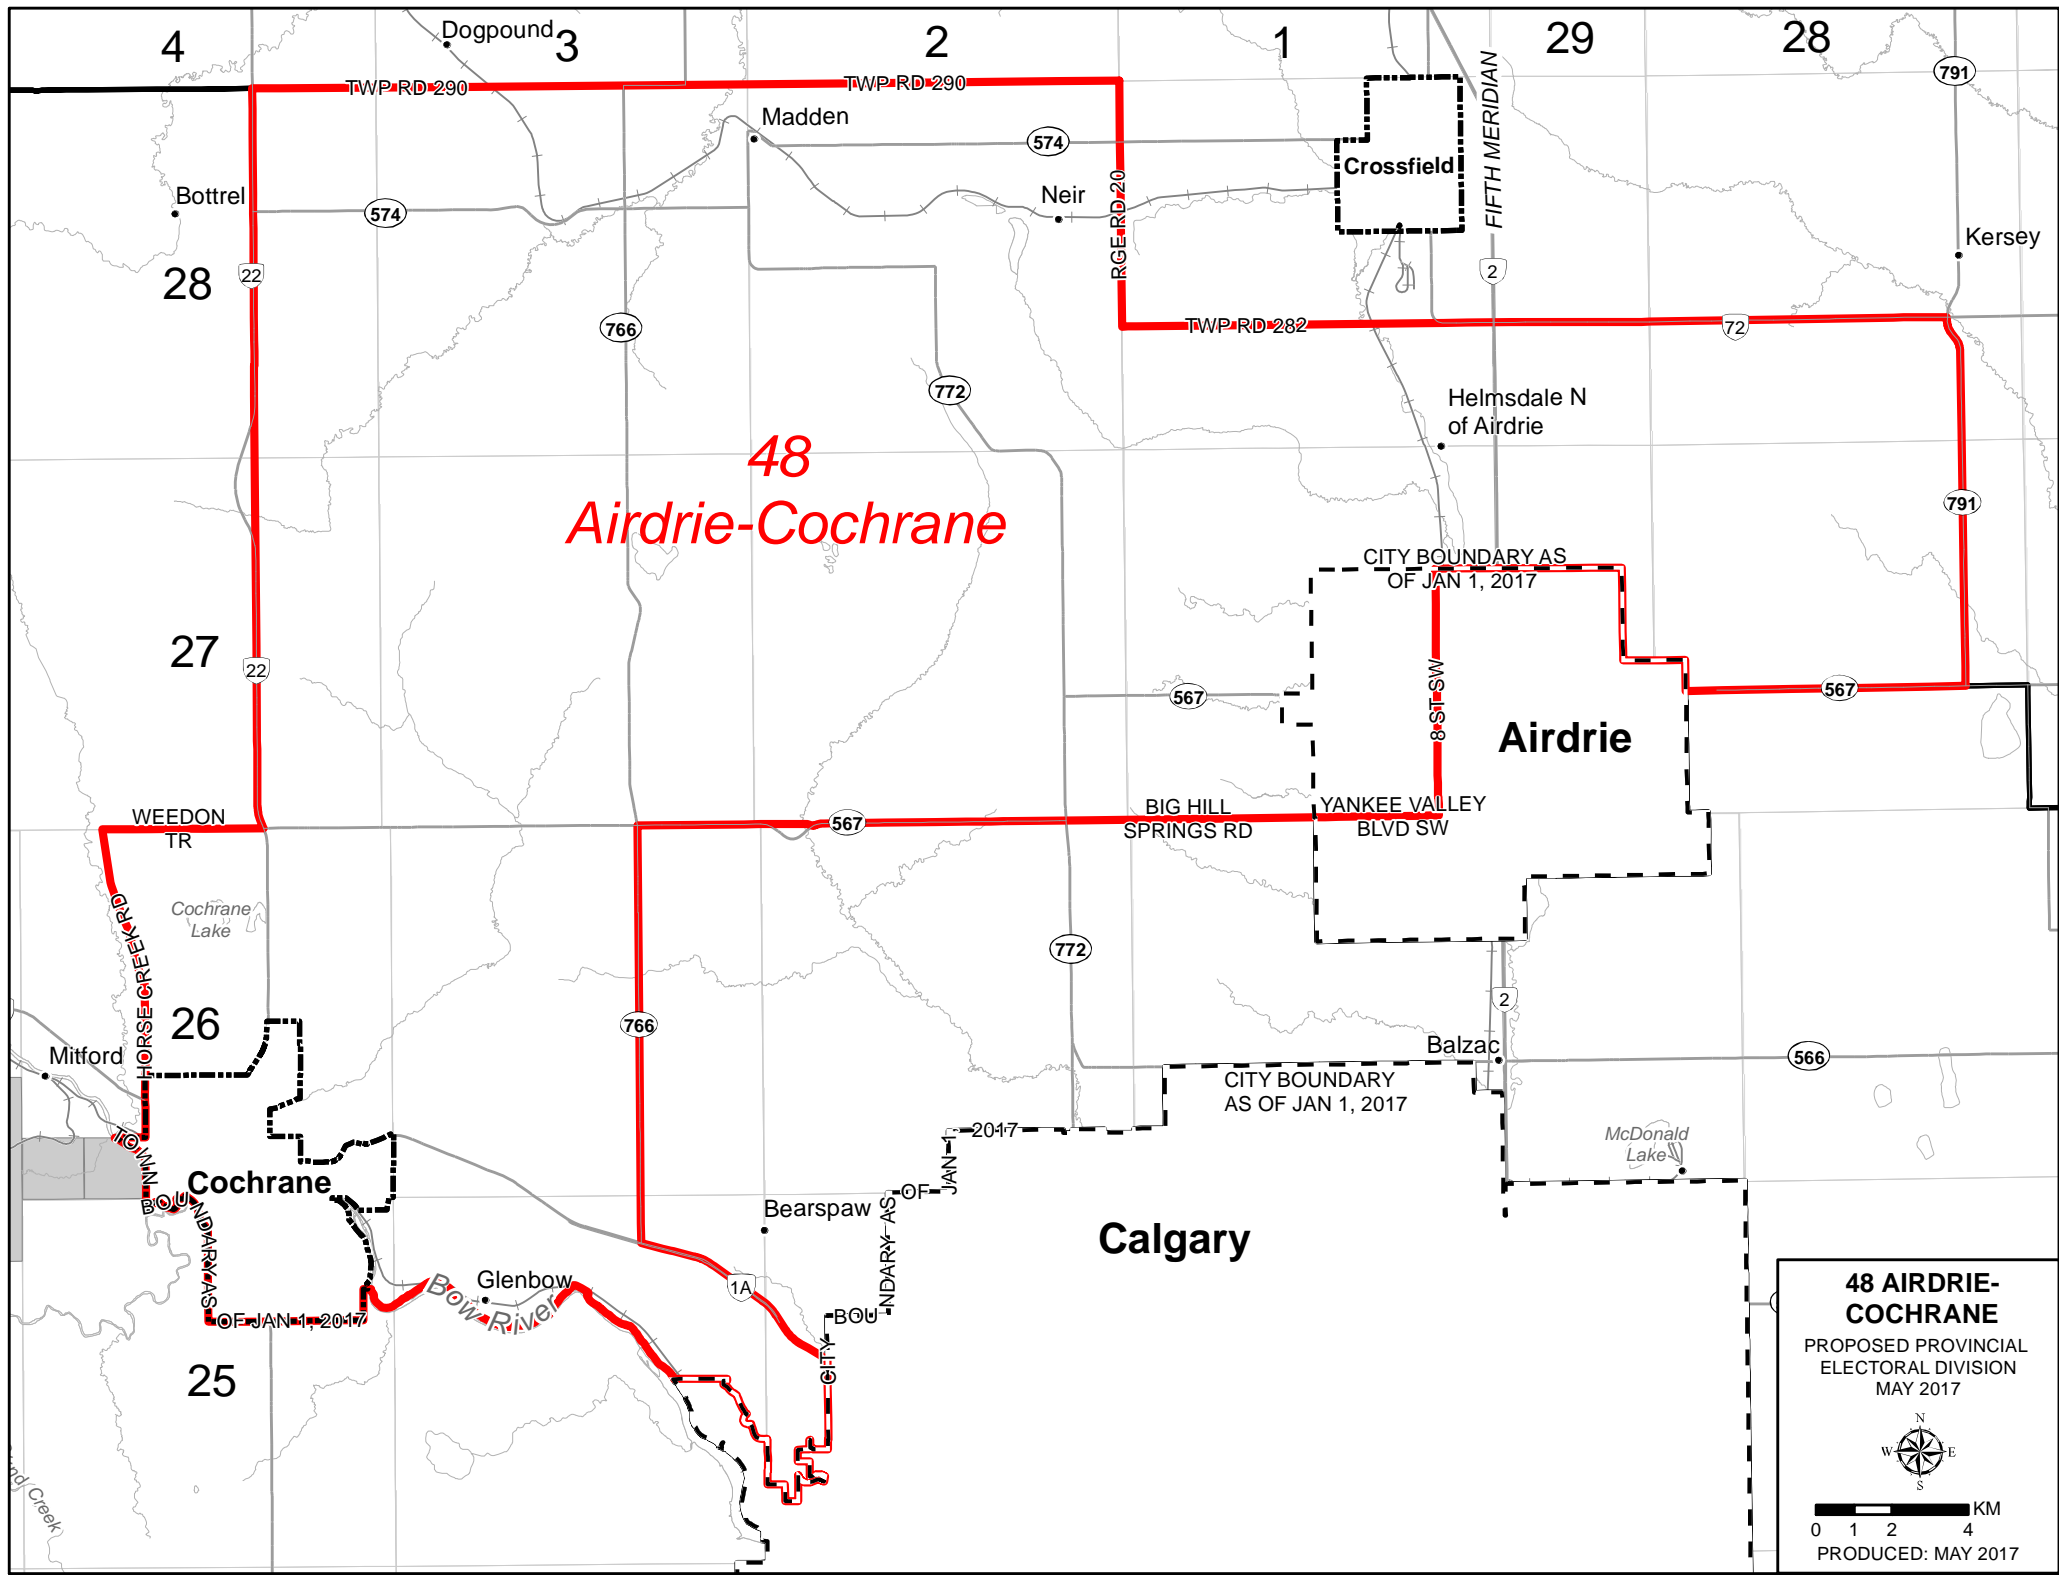 4
Dogpound
3
2
1
29
28
791
TWP RD 290
TWP RD 290
FIFTH MERIDIAN
Madden
574
Crossfield
Bottrel
574
Neir
RGE RD 20
Kersey
28
22
2
766
TWP RD 282
72
772
Helmsdale N
of Airdrie
48
Airdrie-Cochrane
791
CITY BOUNDARY AS
OF JAN 1, 2017
27
22
567
8 ST SW
567
Airdrie
WEEDON
TR
567
BIG HILL
SPRINGS RD
YANKEE VALLEY
BLVD SW
HORSE CREEK RD
Cochrane
Lake
772
26
766
2
Mitford
Balzac
566
CITY BOUNDARY
AS OF JAN 1, 2017
McDonald
Lake
TOWN BOUNDARY AS
OF JAN 1, 2017
Cochrane
Bearspaw
CITY BOUNDARY AS OF JAN 1 2017
Calgary
Glenbow
Bow River
1A
25
und Creek
48 AIRDRIE-
COCHRANE
PROPOSED PROVINCIAL
ELECTORAL DIVISION
MAY 2017
N
W E
S
KM
0 1 2 4
PRODUCED: MAY 2017